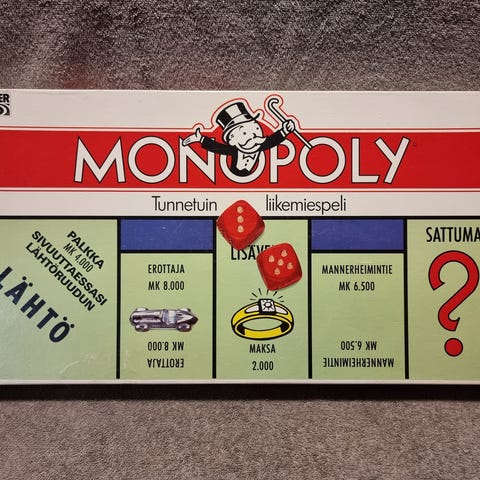 MONOPOLY
Tunnetuin liikemiespeli
PALKKA
MK 4.000
SIVUUTTAESSASI
LÄHTÖRUUDUN
LÄHTÖ
EROTTAJA
MK 8.000
MK 8.000
EROTTAJA
MAKSA
2.000
MANNERHEIMINTIE
MK 6.500
MK 6.500
MANNERHEIMINTIE
SATTUMA
?